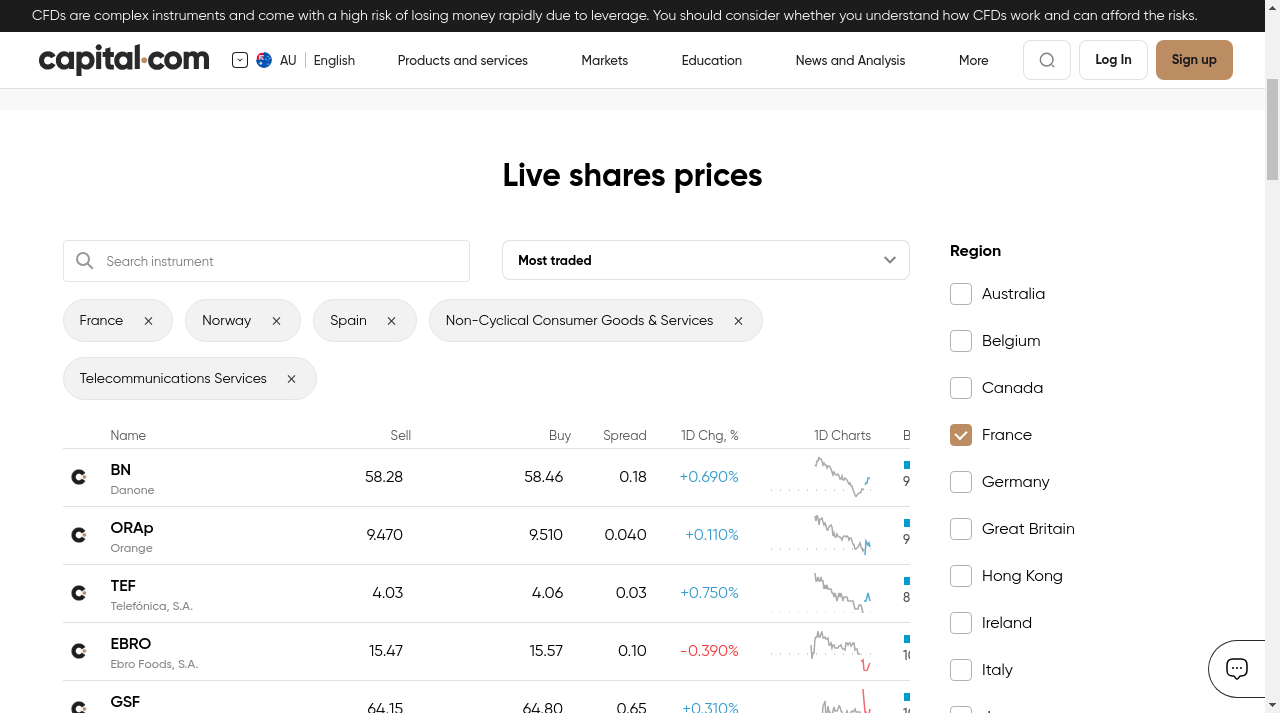 CFDs are complex instruments and come with a high risk of losing money rapidly due to leverage. You should consider whether you understand how CFDs work and can afford the risks.
capital.com AU English Products and services Markets Education News and Analysis More Log In Sign up
Live shares prices
Search instrument
Most traded
France
Norway
Spain
Non-Cyclical Consumer Goods & Services
Telecommunications Services
Name Sell Buy Spread 1D Chg, % 1D Charts B
BN 58.28 58.46 0.18 +0.690% 9
Danone
ORAp 9.470 9.510 0.040 +0.110% 9
Orange
TEF 4.03 4.06 0.03 +0.750% 8
Telefónica, S.A.
EBRO 15.47 15.57 0.10 -0.390% 10
Ebro Foods, S.A.
GSF 64.15 64.80 0.65 +0.310%
Region
Australia
Belgium
Canada
France
Germany
Great Britain
Hong Kong
Ireland
Italy